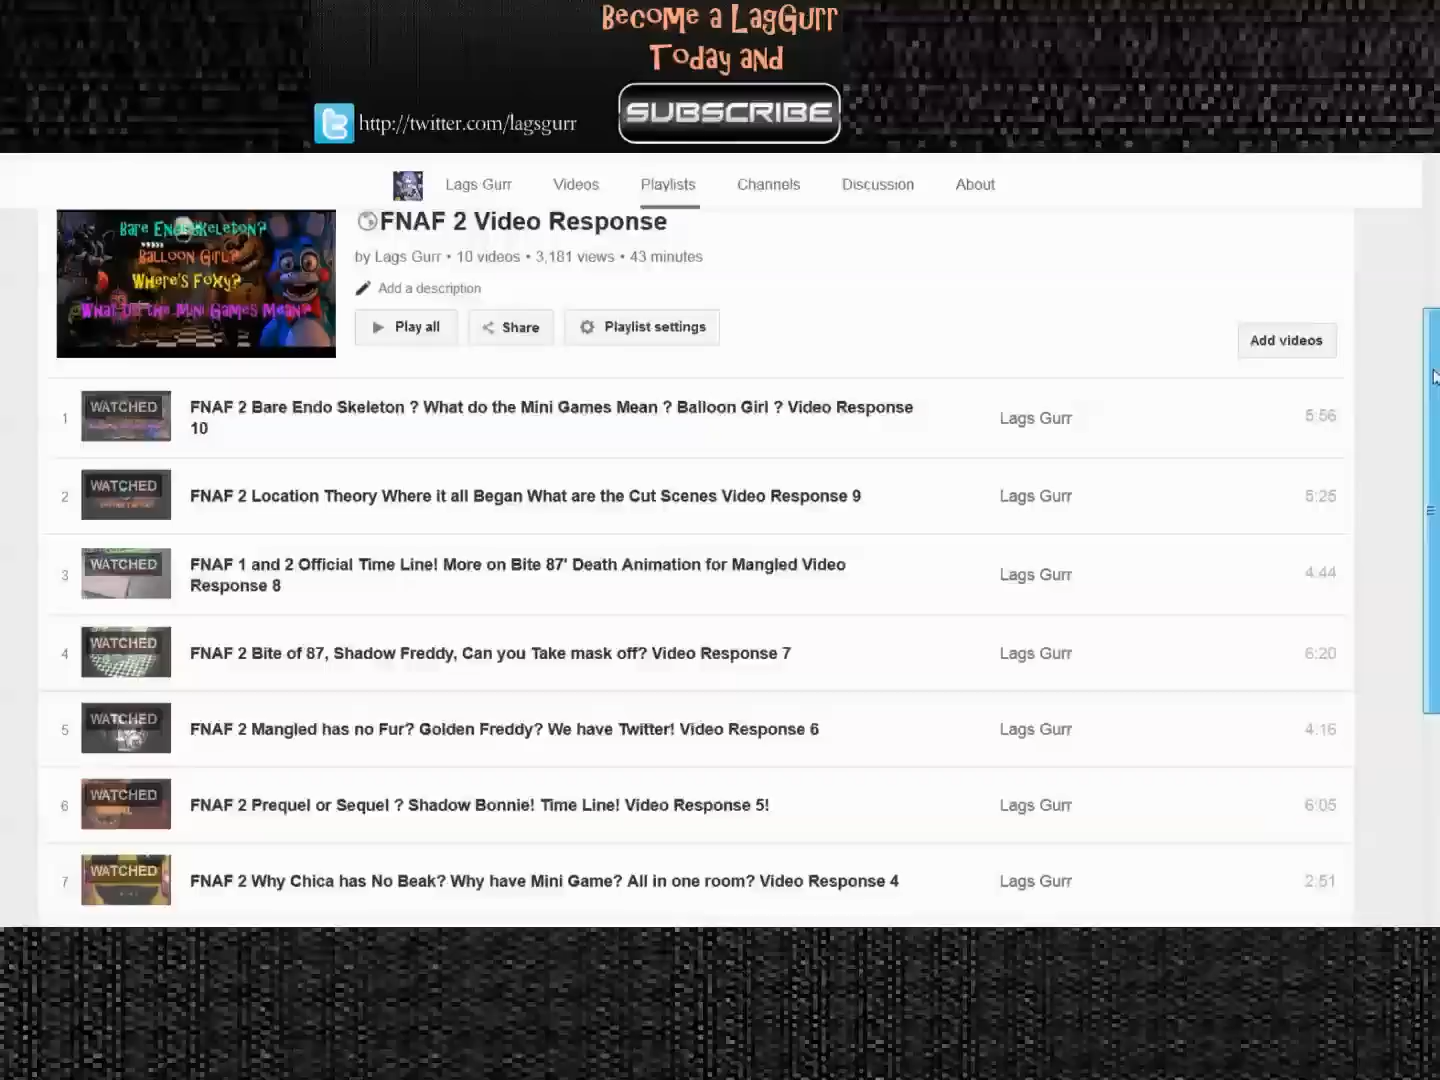 Become a LagGurr
Today and
SUBSCRIBE
http://twitter.com/lagsgurr
Lags Gurr Videos Playlists Channels Discussion About
Bare EndoSkeleton?
Balloon Girl?
Where's Foxy?
What Do the Mini Games Mean?
FNAF 2 Video Response
by Lags Gurr • 10 videos • 3,181 views • 43 minutes
Add a description
Play all Share Playlist settings
Add videos
1 WATCHED FNAF 2 Bare Endo Skeleton ? What do the Mini Games Mean ? Balloon Girl ? Video Response
10
Lags Gurr 5:56
2 WATCHED FNAF 2 Location Theory Where it all Began What are the Cut Scenes Video Response 9 Lags Gurr 5:25
3 WATCHED FNAF 1 and 2 Official Time Line! More on Bite 87' Death Animation for Mangled Video
Response 8
Lags Gurr 4:44
4 WATCHED FNAF 2 Bite of 87, Shadow Freddy, Can you Take mask off? Video Response 7 Lags Gurr 6:20
5 WATCHED FNAF 2 Mangled has no Fur? Golden Freddy? We have Twitter! Video Response 6 Lags Gurr 4:16
6 WATCHED FNAF 2 Prequel or Sequel ? Shadow Bonnie! Time Line! Video Response 5! Lags Gurr 6:05
7 WATCHED FNAF 2 Why Chica has No Beak? Why have Mini Game? All in one room? Video Response 4 Lags Gurr 2:51